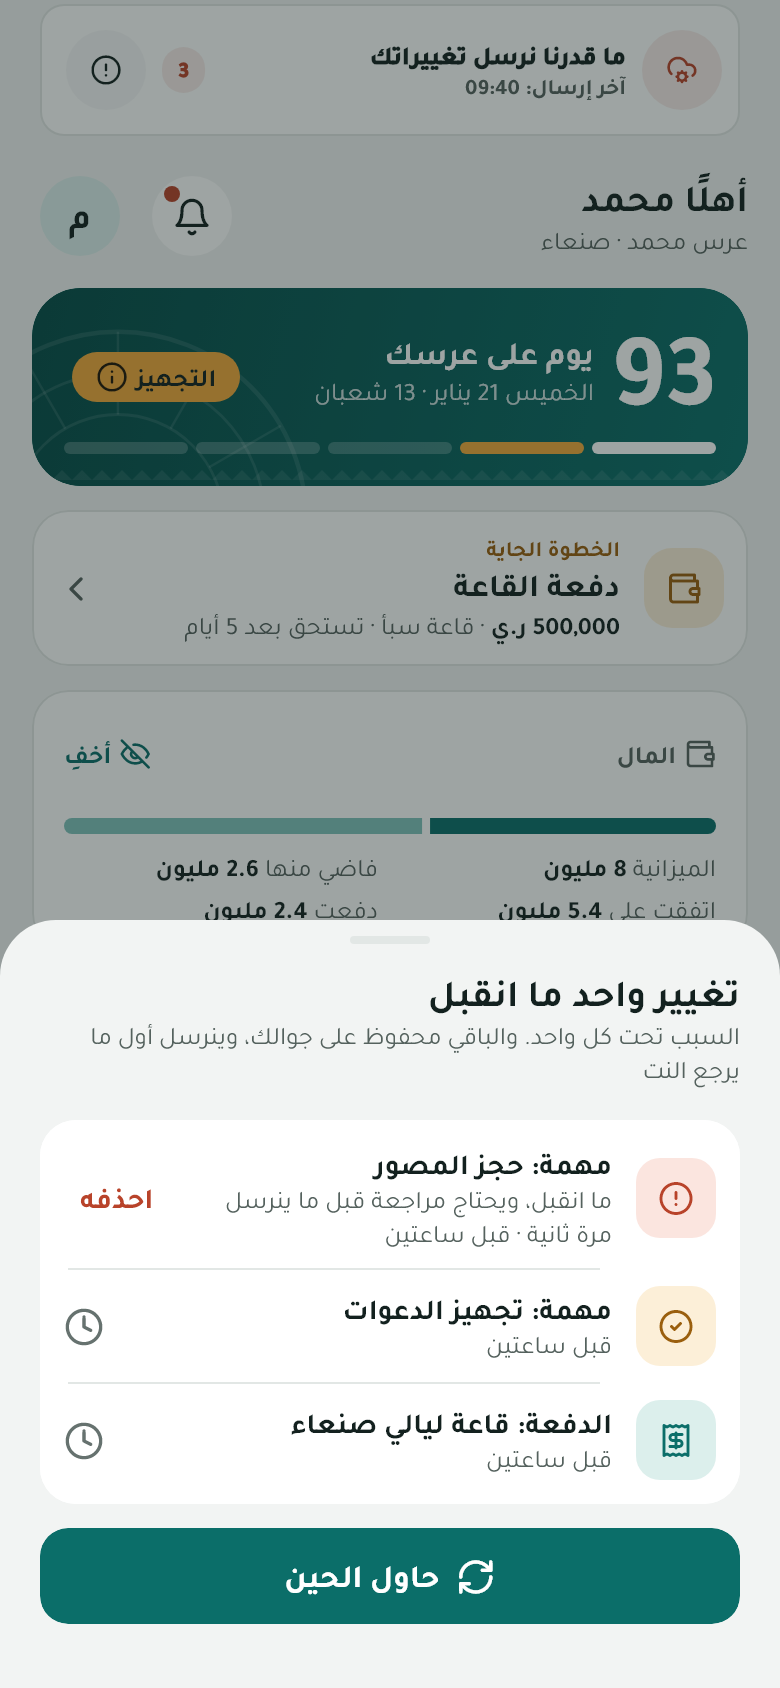 ما قدرنا نرسل تغييراتك
3
آخر إرسال: 09:40
أهلًا محمد
م
عرس محمد · صنعاء
93
يوم على عرسك
التجهيز
الخميس 21 يناير · 13 شعبان
الخطوة الجاية
دفعة القاعة
500,000 ر.ي · قاعة سبأ · تستحق بعد 5 أيام
المال
أخفِ
الميزانية 8 مليون
فاضي منها 2.6 مليون
اتفقت على 5.4 مليون
دفعت 2.4 مليون
تغيير واحد ما انقبل
السبب تحت كل واحد. والباقي محفوظ على جوالك، وينرسل أول ما
يرجع النت
مهمة: حجز المصور
ما انقبل، ويحتاج مراجعة قبل ما ينرسل
مرة ثانية · قبل ساعتين
احذفه
مهمة: تجهيز الدعوات
قبل ساعتين
الدفعة: قاعة ليالي صنعاء
قبل ساعتين
حاول الحين